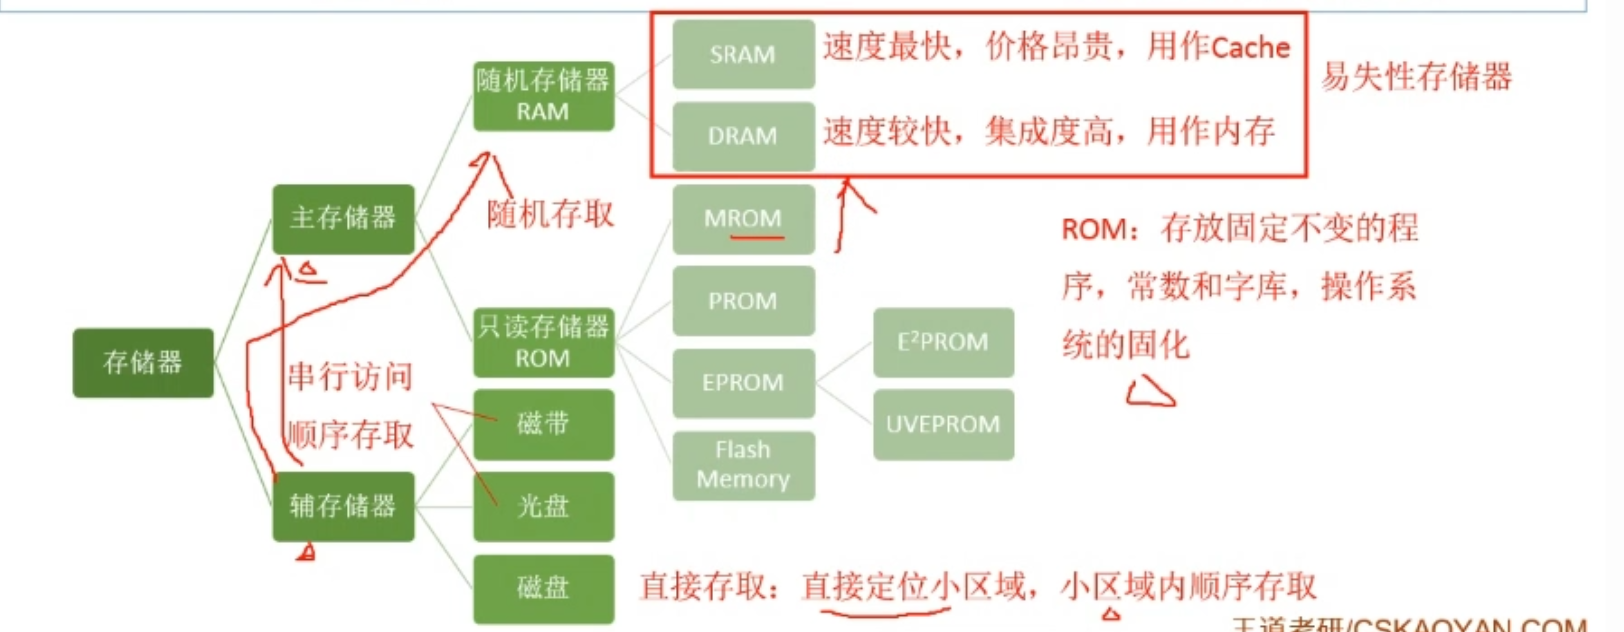 SRAM
速度最快，价格昂贵，用作Cache
易失性存储器
随机存储器
RAM
DRAM
速度较快，集成度高，用作内存
主存储器
随机存取
MROM
ROM：存放固定不变的程
序，常数和字库，操作系
统的固化
PROM
只读存储器
ROM
E²PROM
存储器
串行访问
顺序存取
EPROM
UVEPROM
磁带
Flash
Memory
辅存储器
光盘
磁盘
直接存取：直接定位小区域，小区域内顺序存取
王道考研/CSKAOYAN.COM